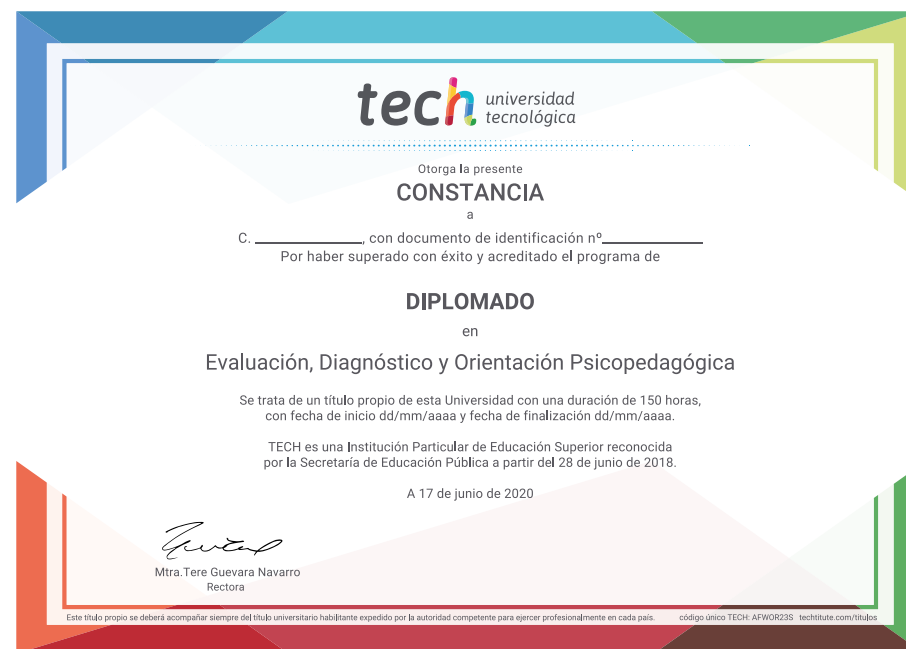 tech universidad
tecnológica
Otorga la presente
CONSTANCIA
a
C. ____________, con documento de identificación nº____________
Por haber superado con éxito y acreditado el programa de
DIPLOMADO
en
Evaluación, Diagnóstico y Orientación Psicopedagógica
Se trata de un título propio de esta Universidad con una duración de 150 horas,
con fecha de inicio dd/mm/aaaa y fecha de finalización dd/mm/aaaa.
TECH es una Institución Particular de Educación Superior reconocida
por la Secretaría de Educación Pública a partir del 28 de junio de 2018.
A 17 de junio de 2020
Mtra.Tere Guevara Navarro
Rectora
Este título propio se deberá acompañar siempre del título universitario habilitante expedido por la autoridad competente para ejercer profesionalmente en cada país. código único TECH: AFWOR23S techtitute.com/titulos